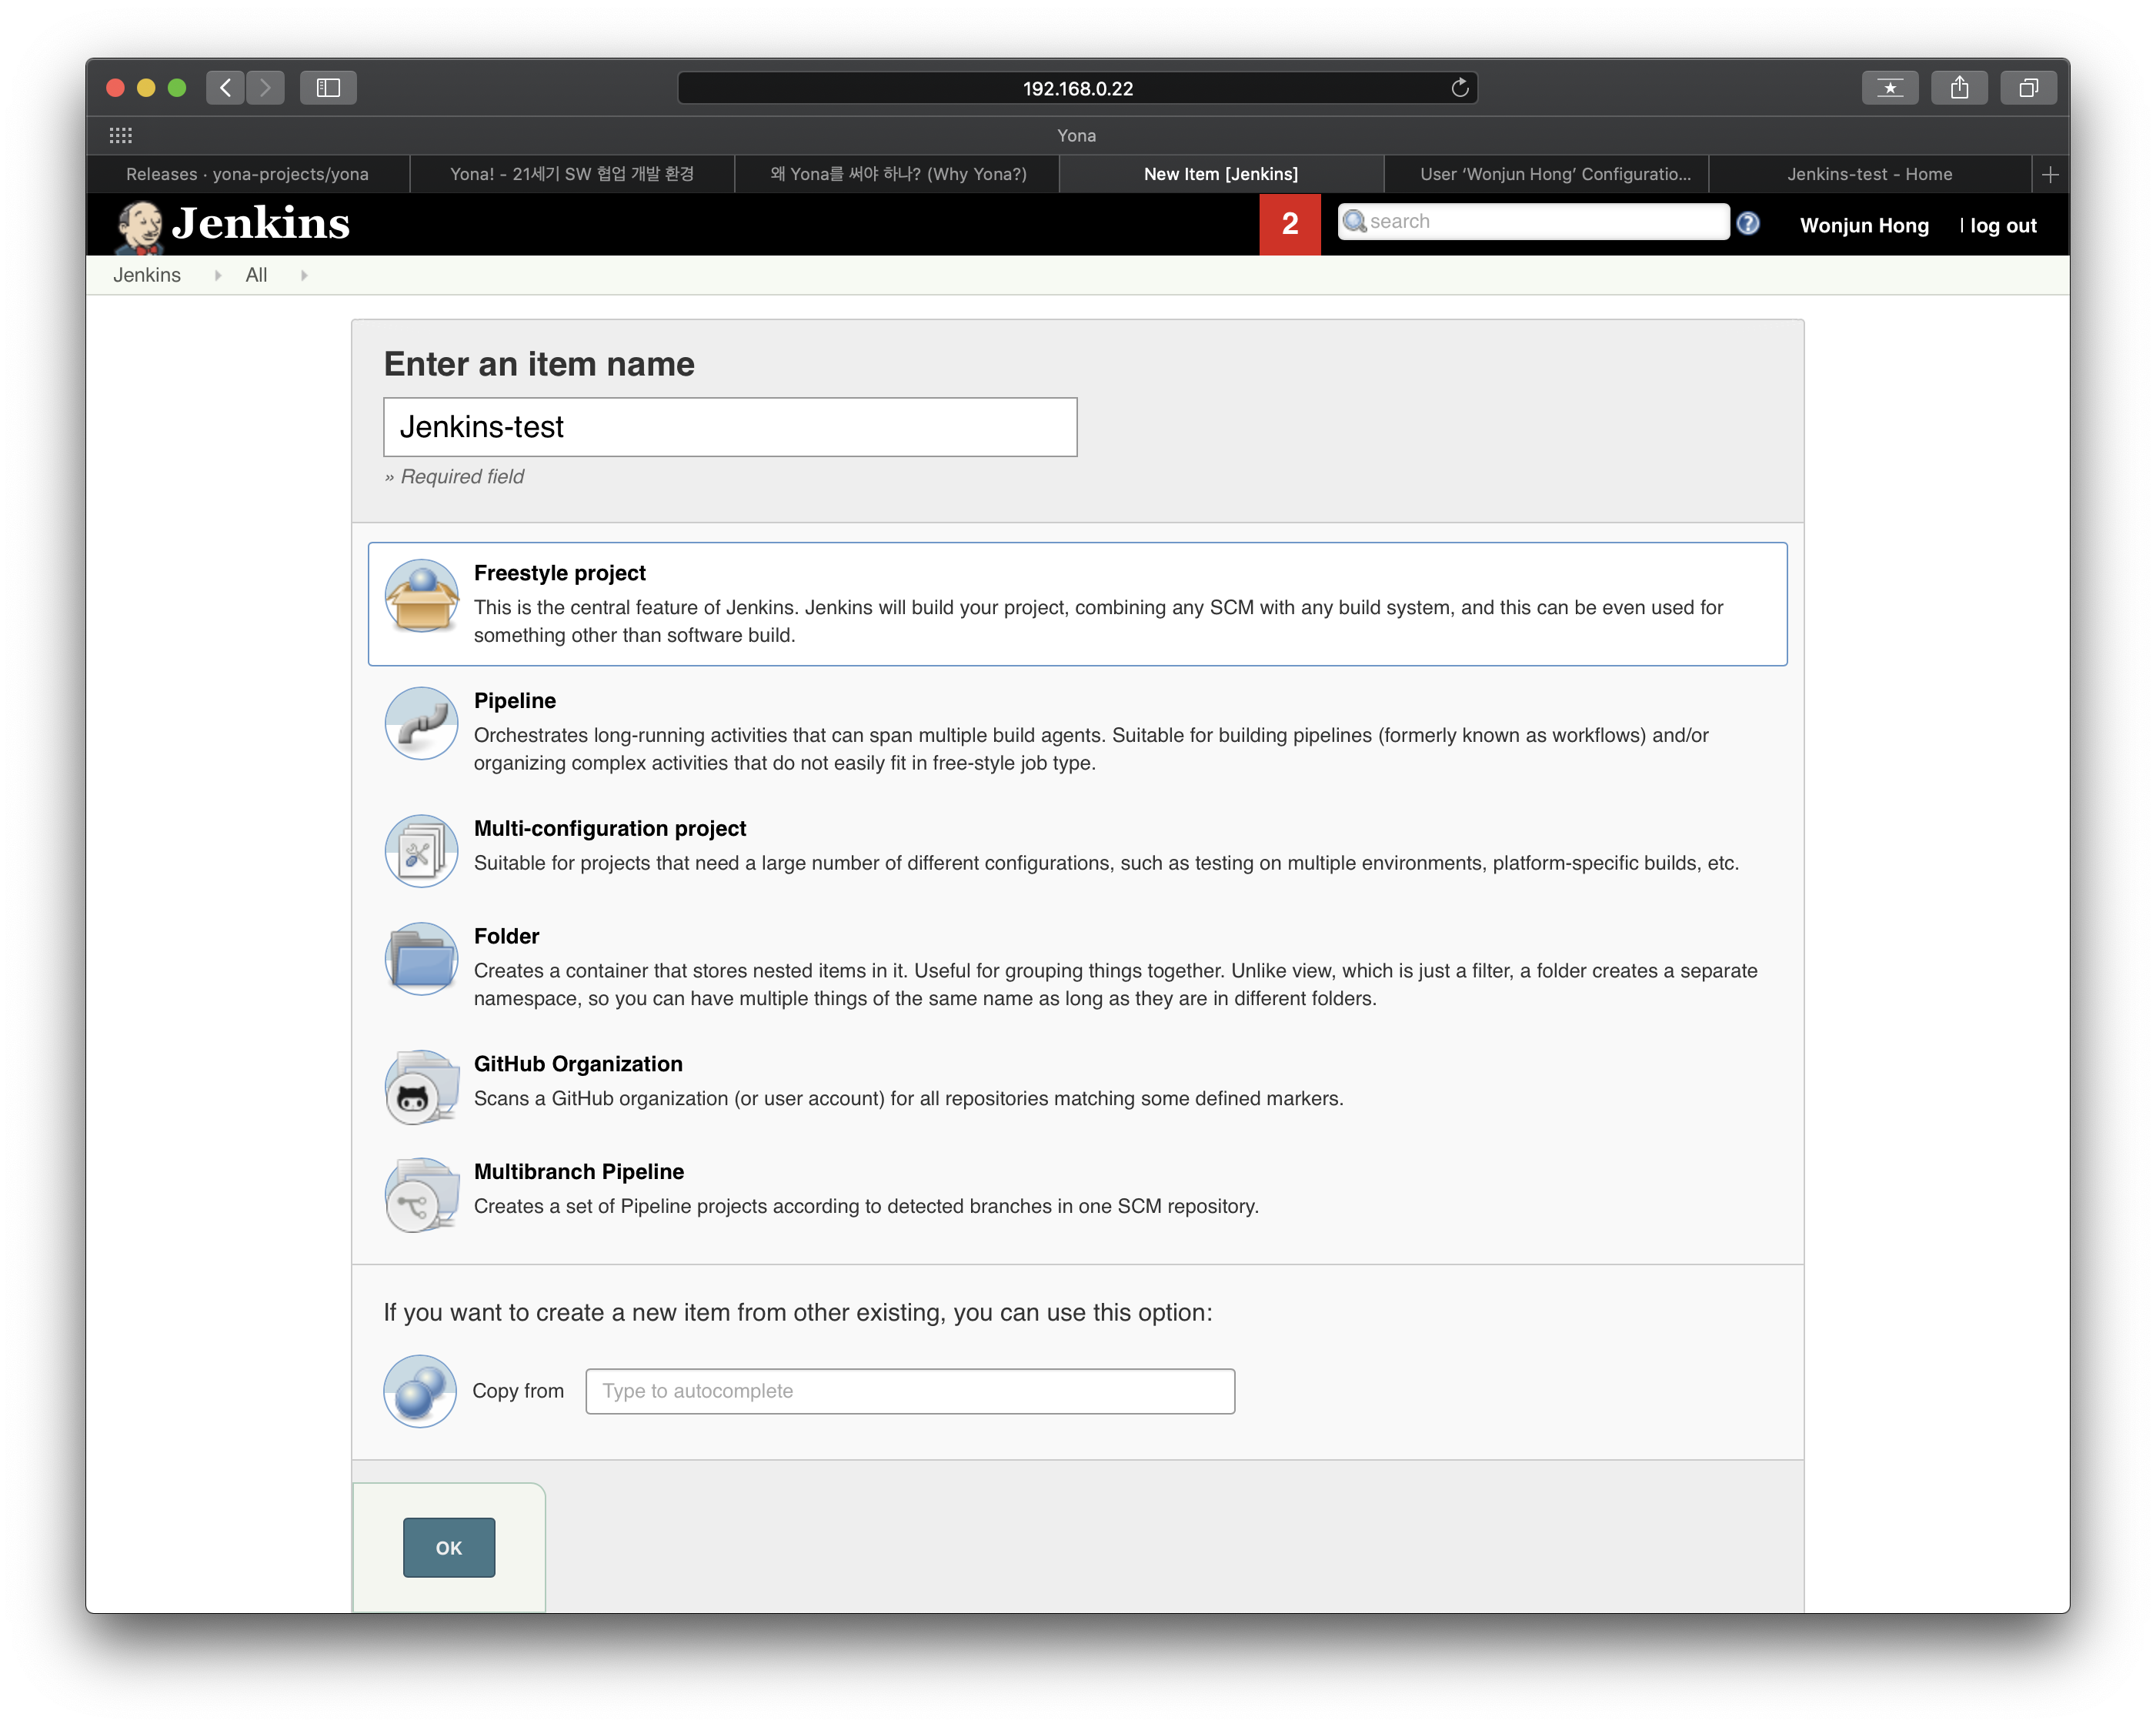 192.168.0.22
Yona
Releases · yona-projects/yona
Yona! - 21세기 SW 협업 개발 환경
왜 Yona를 써야 하나? (Why Yona?)
New Item [Jenkins]
User ‘Wonjun Hong’ Configuratio...
Jenkins-test - Home
Jenkins
2
search
Wonjun Hong
| log out
Jenkins
All
Enter an item name
Jenkins-test
» Required field
Freestyle project
This is the central feature of Jenkins. Jenkins will build your project, combining any SCM with any build system, and this can be even used for
something other than software build.
Pipeline
Orchestrates long-running activities that can span multiple build agents. Suitable for building pipelines (formerly known as workflows) and/or
organizing complex activities that do not easily fit in free-style job type.
Multi-configuration project
Suitable for projects that need a large number of different configurations, such as testing on multiple environments, platform-specific builds, etc.
Folder
Creates a container that stores nested items in it. Useful for grouping things together. Unlike view, which is just a filter, a folder creates a separate
namespace, so you can have multiple things of the same name as long as they are in different folders.
GitHub Organization
Scans a GitHub organization (or user account) for all repositories matching some defined markers.
Multibranch Pipeline
Creates a set of Pipeline projects according to detected branches in one SCM repository.
If you want to create a new item from other existing, you can use this option:
Copy from
Type to autocomplete
OK